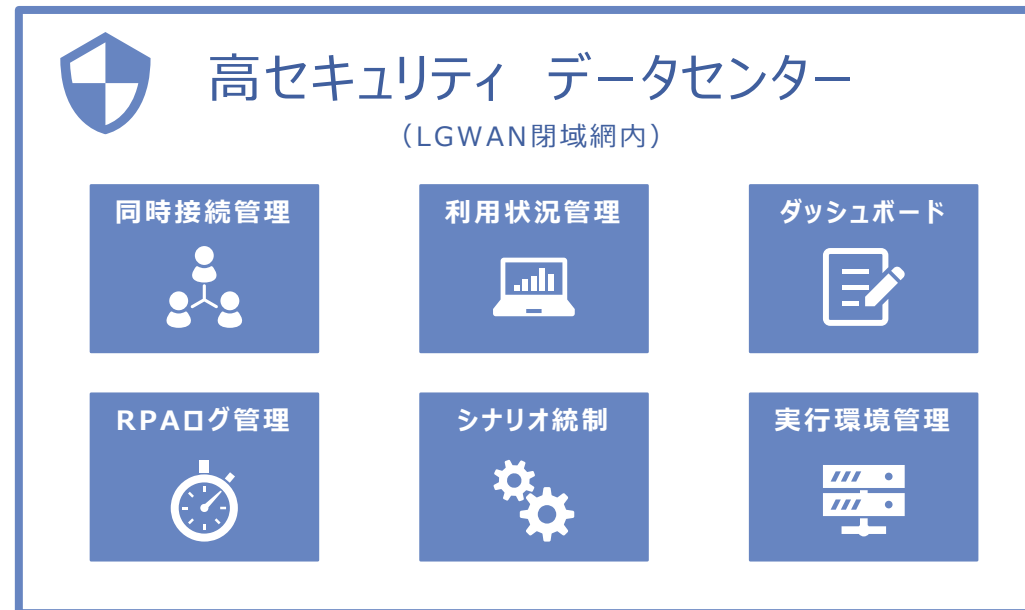 高セキュリティ データセンター
（LGWAN閉域網内）
同時接続管理
利用状況管理
ダッシュボード
RPAログ管理
シナリオ統制
実行環境管理